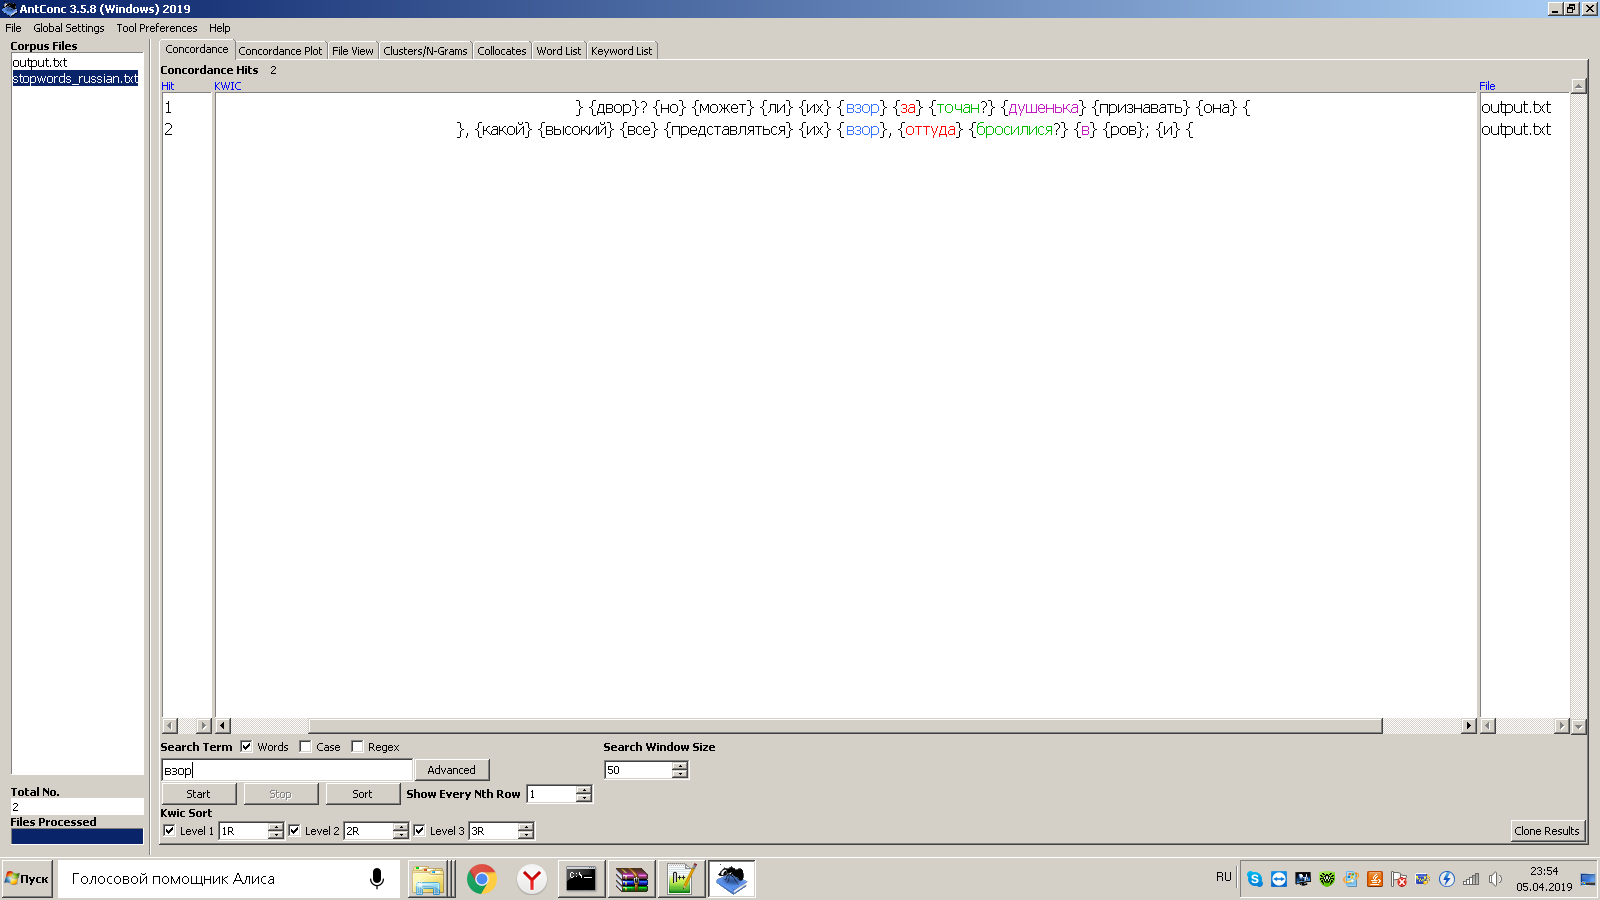 AntConc 3.5.8 (Windows) 2019
File Global Settings Tool Preferences Help
Corpus Files
output.txt
stopwords_russian.txt
Concordance Concordance Plot File View Clusters/N-Grams Collocates Word List Keyword List
Concordance Hits 2
Hit KWIC File
1 } {двор}? {но} {может} {ли} {их} {взор} {за} {точан?} {душенька} {признавать} {она} { output.txt
2 }, {какой} {высокий} {все} {представляться} {их} {взор}, {оттуда} {бросилися?} {в} {ров}; {и} { output.txt
Search Term Words Case Regex Search Window Size
взор Advanced 50
Start Stop Sort Show Every Nth Row 1
Kwic Sort
Level 1 1R Level 2 2R Level 3 3R
Clone Results
Total No.
2
Files Processed
Пуск Голосовой помощник Алиса RU 23:54
05.04.2019